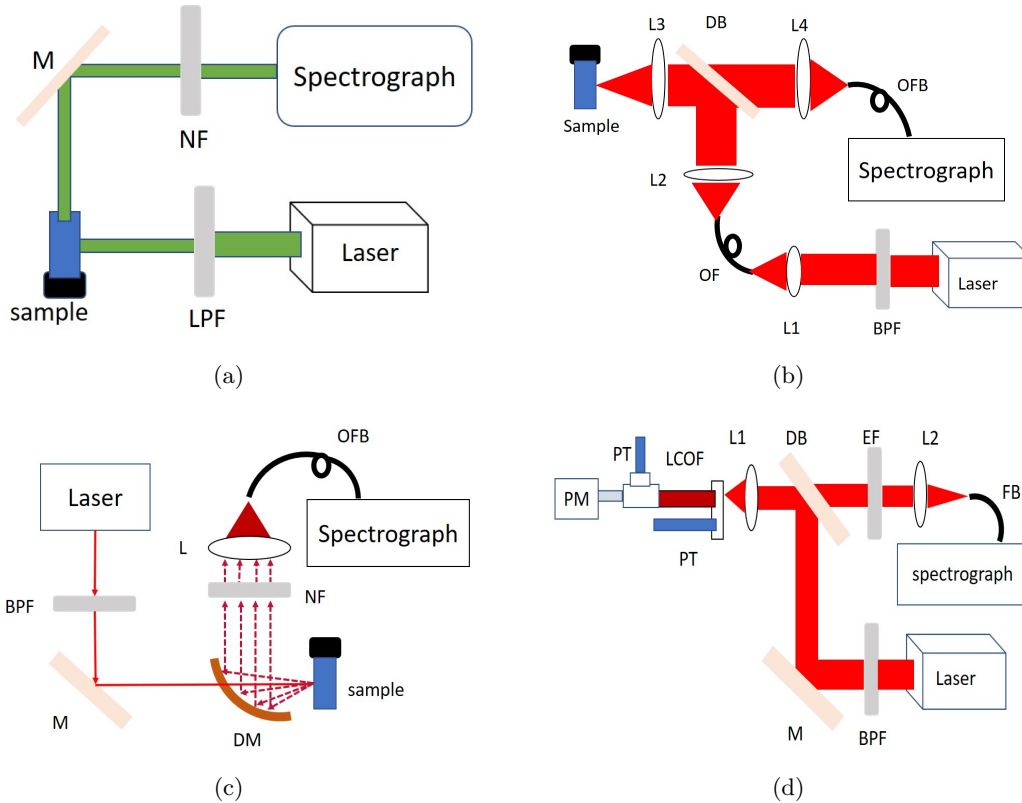 M
NF
Spectrograph
sample
LPF
Laser
(a)
L3
DB
L4
OFB
Sample
Spectrograph
L2
OF
L1
BPF
Laser
(b)
OFB
Laser
Spectrograph
L
BPF
NF
sample
M
DM
(c)
L1
DB
EF
L2
PT
LCOF
PM
FB
PT
spectrograph
Laser
M
BPF
(d)